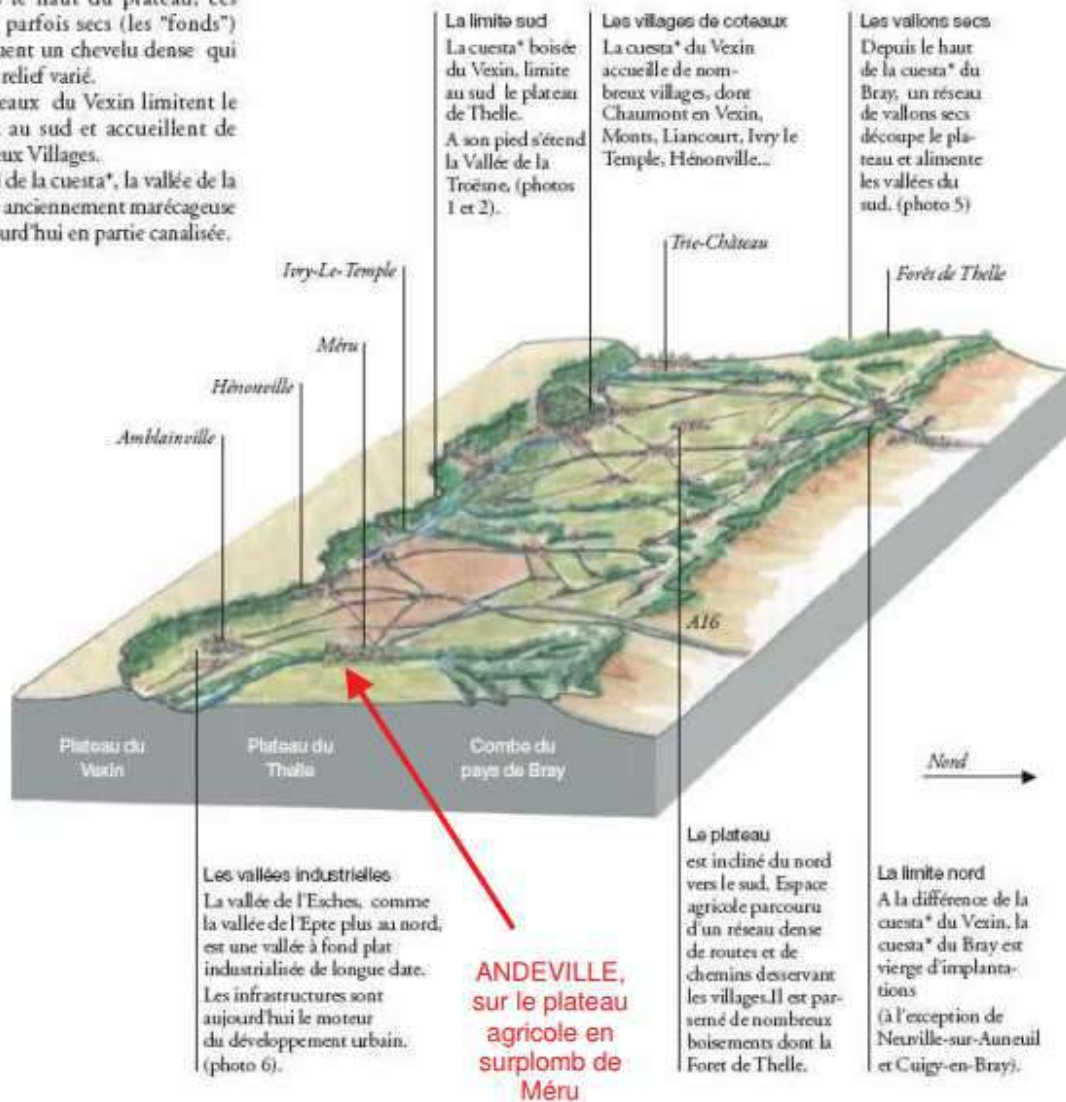 le haut du plateau, ces
parfois secs (les "fonds")
uent un chevelu dense qui
relief varié.
eaux du Vexin limitent le
au sud et accueillent de
eux Villages.
de la cuesta*, la vallée de la
anciennement marécageuse
urd'hui en partie canalisée.
La limite sud
La cuesta* boisée
du Vexin, limite
au sud le plateau
de Thelle.
A son pied s'étend
la Vallée de la
Troësne, (photos
1 et 2).
Les villages de coteaux
La cuesta* du Vexin
accueille de nom-
breux villages, dont
Chaumont en Vexin,
Monts, Liancourt, Ivry le
Temple, Hénonville...
Les vallons secs
Depuis le haut
de la cuesta* du
Bray, un réseau
de vallons secs
découpe le pla-
teau et alimente
les vallées du
sud. (photo 5)
Trie-Château
Ivry-Le-Temple
Forêt de Thelle
Méru
Hénonville
Amblainville
A16
Plateau du
Vexin
Plateau du
Thelle
Combe du
pays de Bray
Nord
Les vallées industrielles
La vallée de l'Esches, comme
la vallée de l'Epte plus au nord,
est une vallée à fond plat
industrialisée de longue date.
Les infrastructures sont
aujourd'hui le moteur
du développement urbain.
(photo 6).
ANDEVILLE,
sur le plateau
agricole en
surplomb de
Méru
Le plateau
est incliné du nord
vers le sud. Espace
agricole parcouru
d'un réseau dense
de routes et de
chemins desservant
les villages.Il est par-
semé de nombreux
boisements dont la
Foret de Thelle.
La limite nord
A la différence de la
cuesta* du Vexin, la
cuesta* du Bray est
vierge d'implanta-
tions
(à l'exception de
Neuville-sur-Auneuil
et Cuigy-en-Bray).